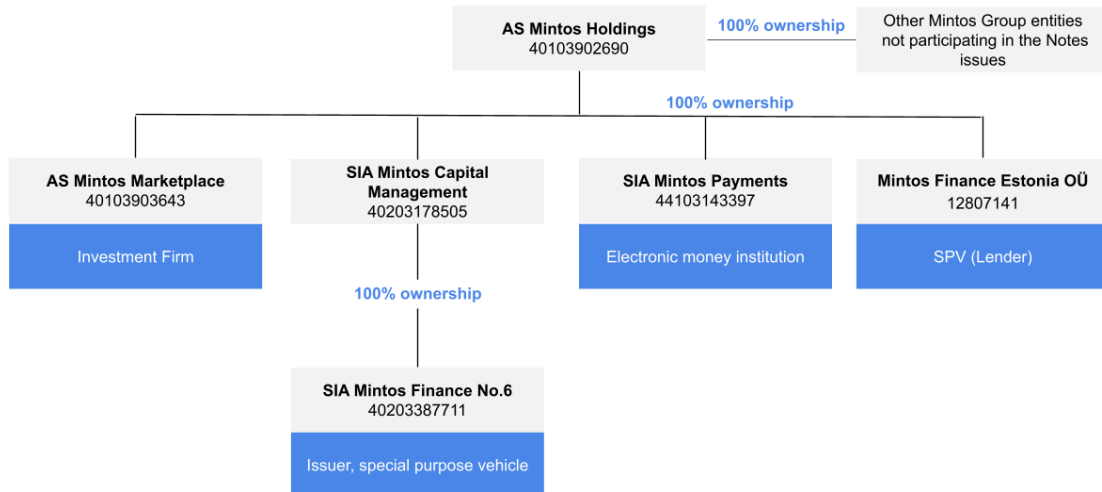 AS Mintos Holdings
40103902690
100% ownership
Other Mintos Group entities
not participating in the Notes
issues
100% ownership
AS Mintos Marketplace
40103903643
Investment Firm
SIA Mintos Capital
Management
40203178505
SIA Mintos Payments
44103143397
Electronic money institution
Mintos Finance Estonia OÜ
12807141
SPV (Lender)
100% ownership
SIA Mintos Finance No.6
40203387711
Issuer, special purpose vehicle